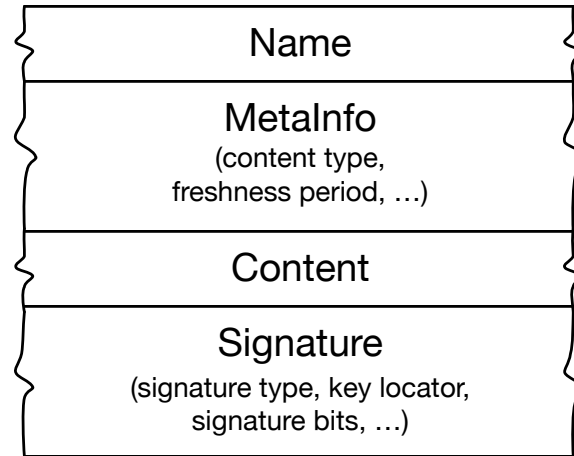 Name
MetaInfo
(content type,
freshness period, …)
Content
Signature
(signature type, key locator,
signature bits, …)